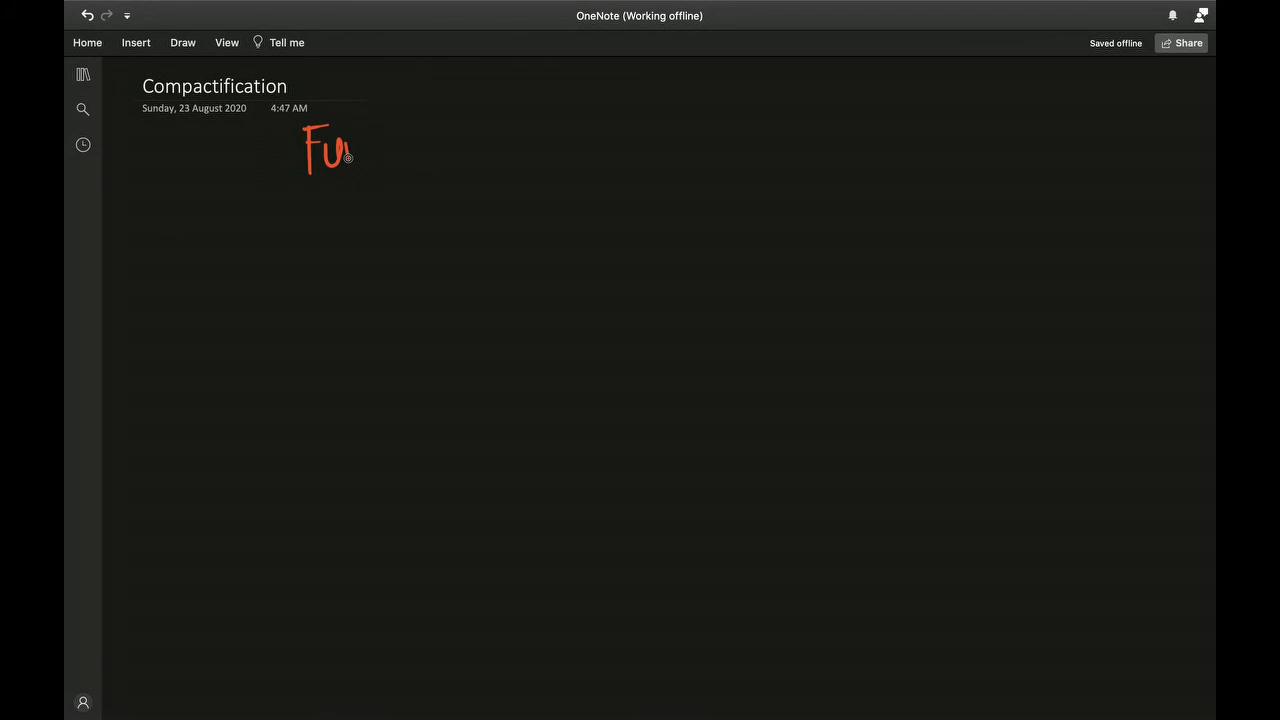 OneNote (Working offline)
Home Insert Draw View Tell me Saved offline Share
Compactification
Sunday, 23 August 2020 4:47 AM
Fu